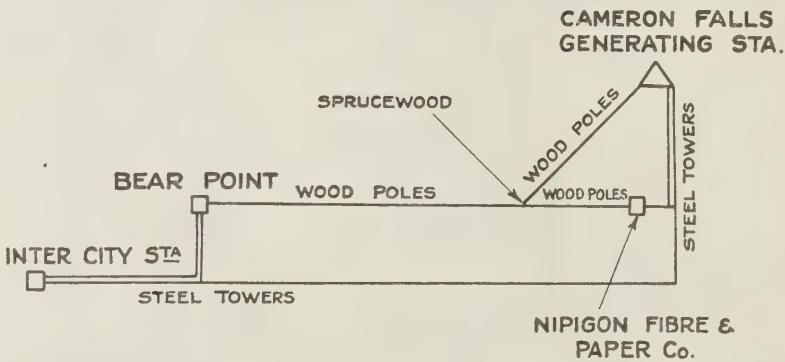 CAMERON FALLS
GENERATING STA.
SPRUCEWOOD
WOOD POLES
STEEL TOWERS
BEAR POINT
WOOD POLES
WOOD POLES
INTER CITY STA
STEEL TOWERS
NIPIGON FIBRE &
PAPER Co.